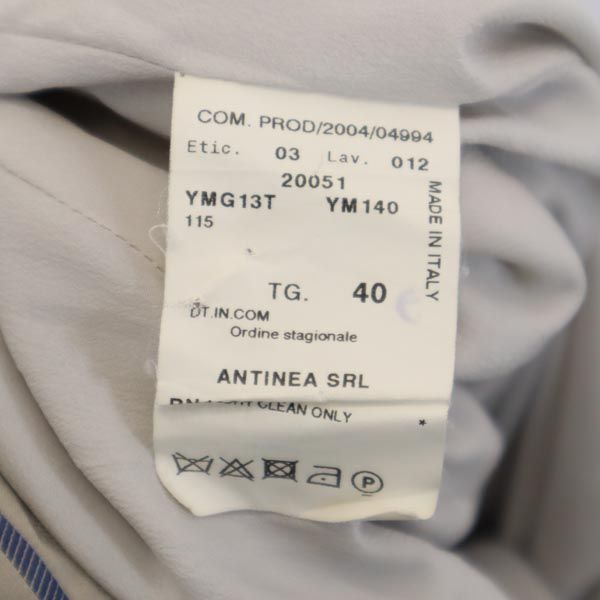 COM. PROD/2004/04994
Etic. 03 Lav. 012
20051
YMG13T YM140
115
MADE IN ITALY
TG. 40
DT.IN.COM
Ordine stagionale
ANTINEA SRL
CLEAN ONLY
*
P